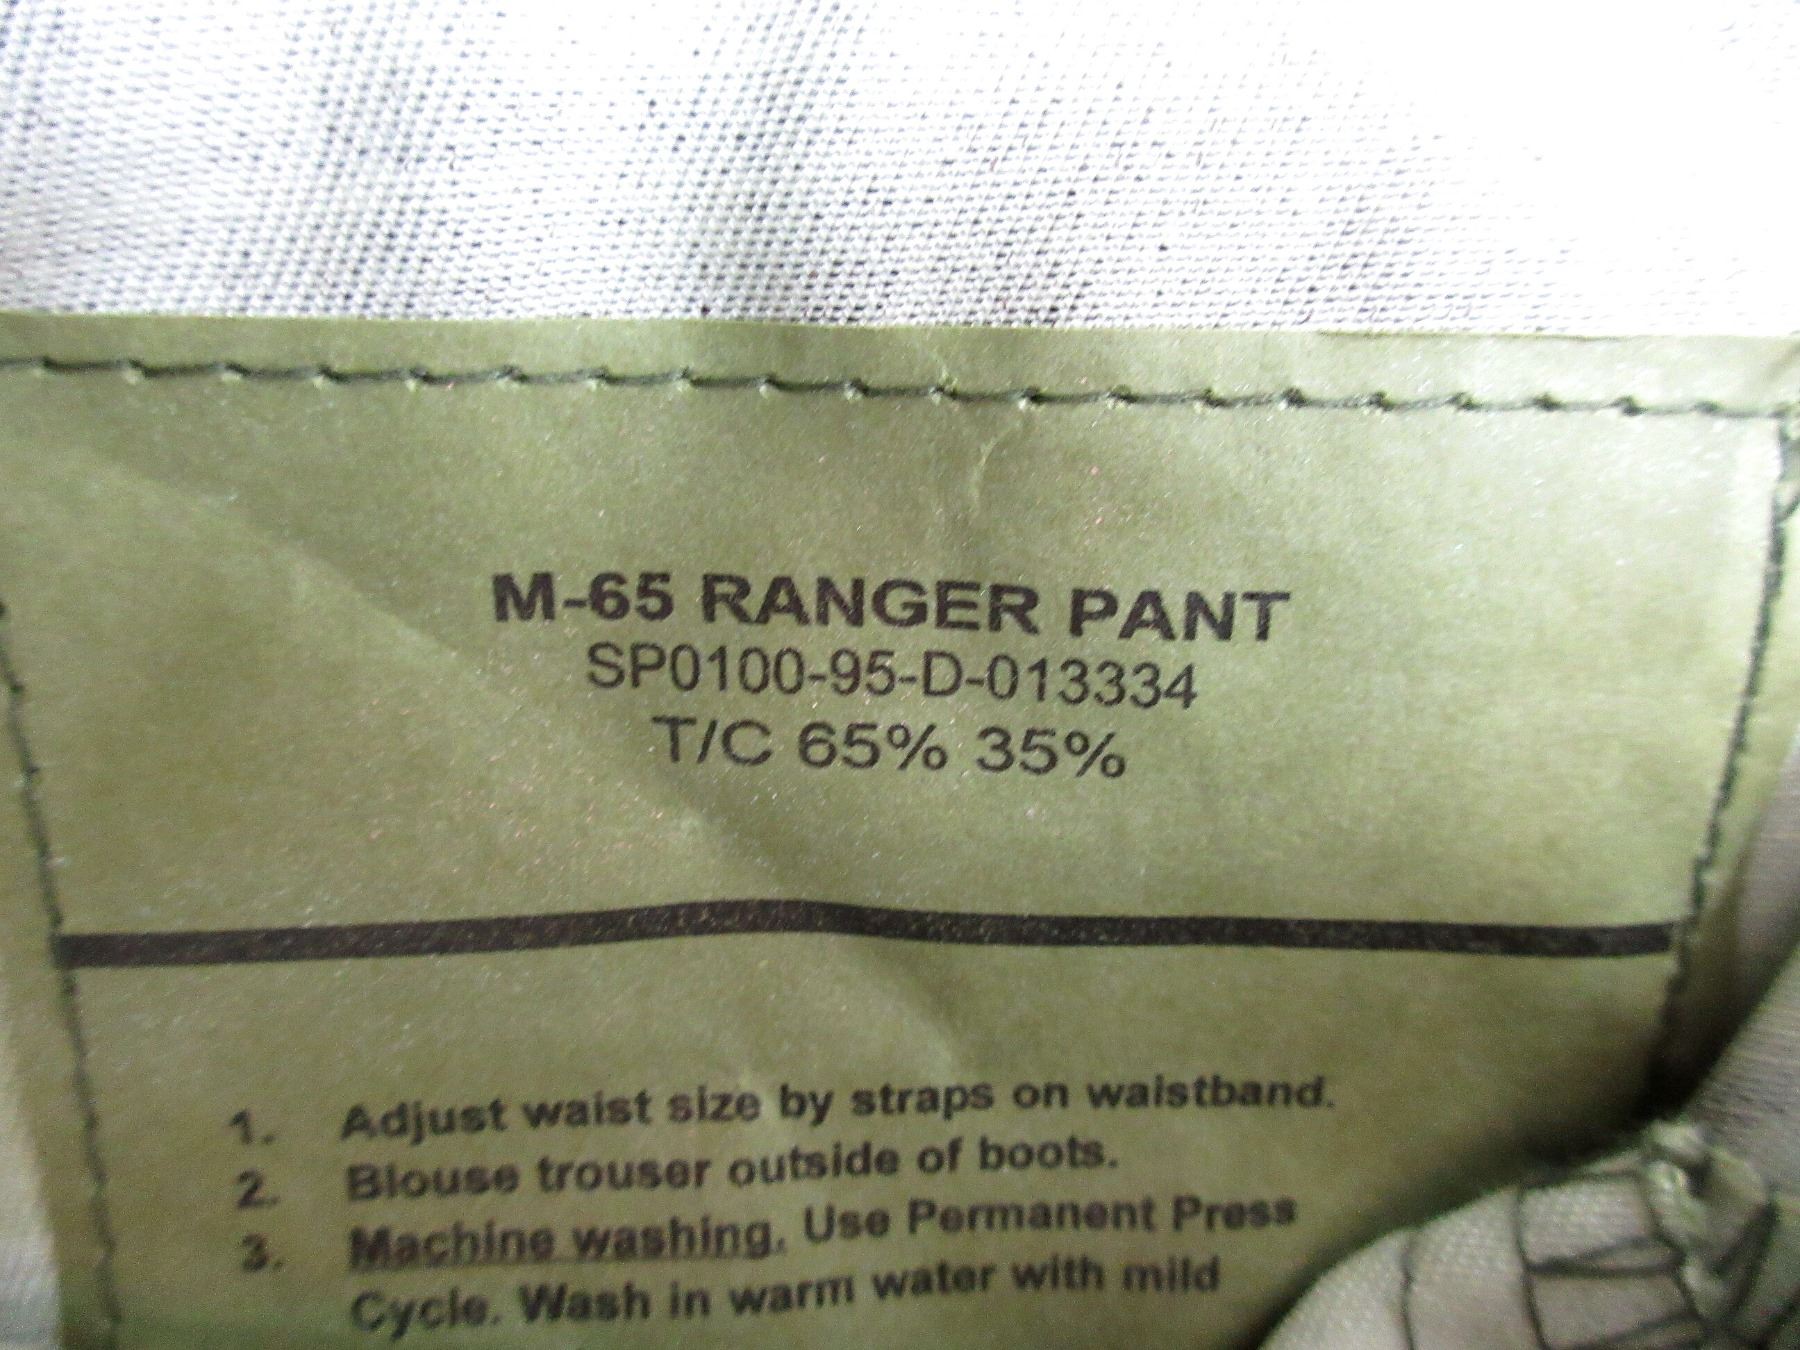 M-65 RANGER PANT
SP0100-95-D-013334
T/C 65% 35%
1. Adjust waist size by straps on waistband.
2. Blouse trouser outside of boots.
3. Machine washing. Use Permanent Press
Cycle. Wash in warm water with mild